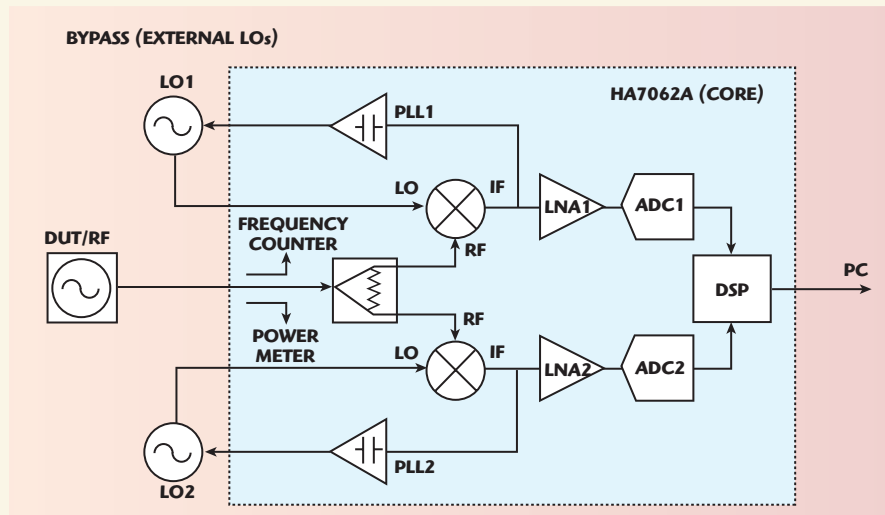 BYPASS (EXTERNAL LOs)
LO1
HA7062A (CORE)
PLL1
LO
IF
LNA1
ADC1
FREQUENCY
COUNTER
RF
DUT/RF
PC
DSP
POWER
METER
RF
LO
IF
LNA2
ADC2
PLL2
LO2